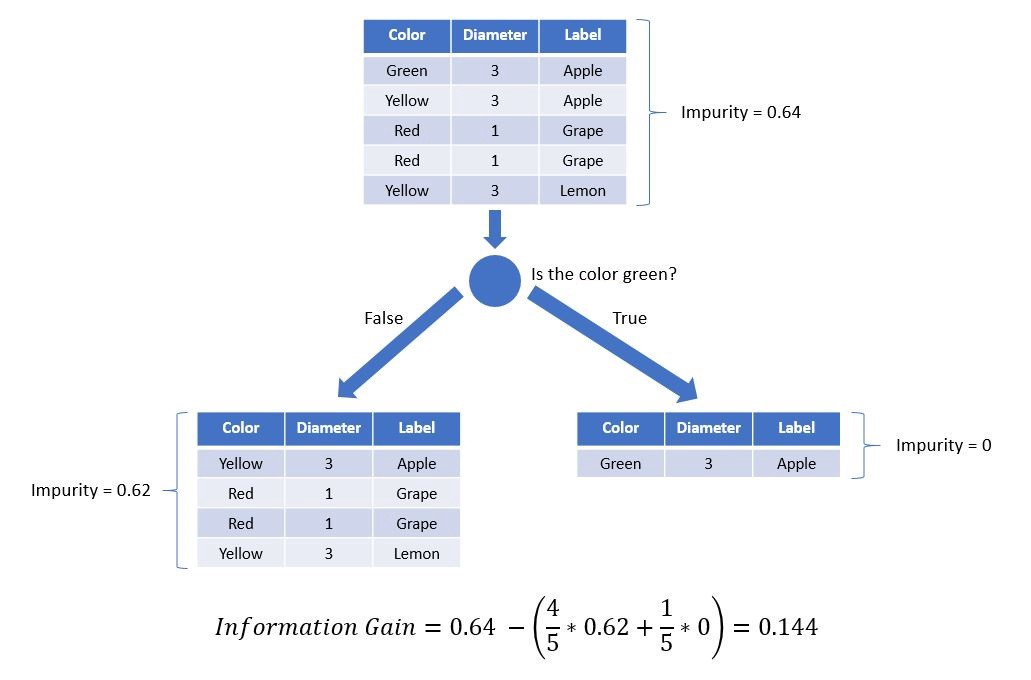 Color Diameter Label
Green 3 Apple
Yellow 3 Apple
Red 1 Grape
Red 1 Grape
Yellow 3 Lemon
Impurity = 0.64
Is the color green?
False
True
Color Diameter Label
Yellow 3 Apple
Red 1 Grape
Red 1 Grape
Yellow 3 Lemon
Impurity = 0.62
Color Diameter Label
Green 3 Apple
Impurity = 0
Information Gain = 0.64 − (4/5 * 0.62 + 1/5 * 0) = 0.144